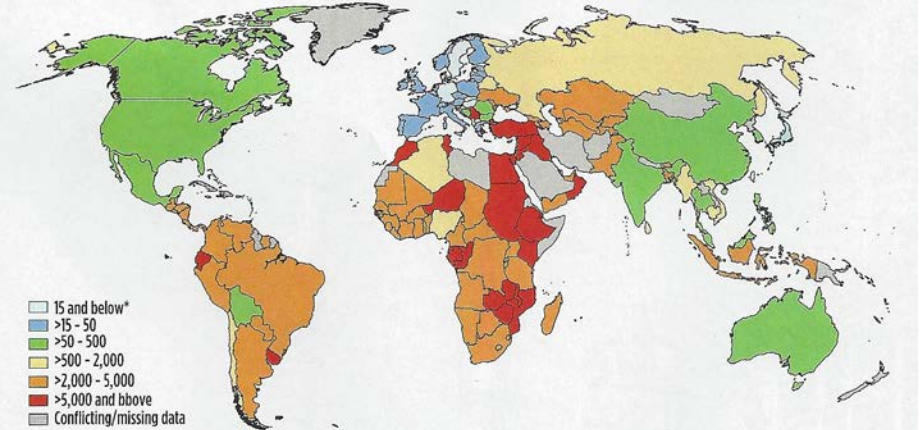 15 and below*
>15 - 50
>50 - 500
>500 - 2,000
>2,000 - 5,000
>5,000 and bbove
Conflicting/missing data